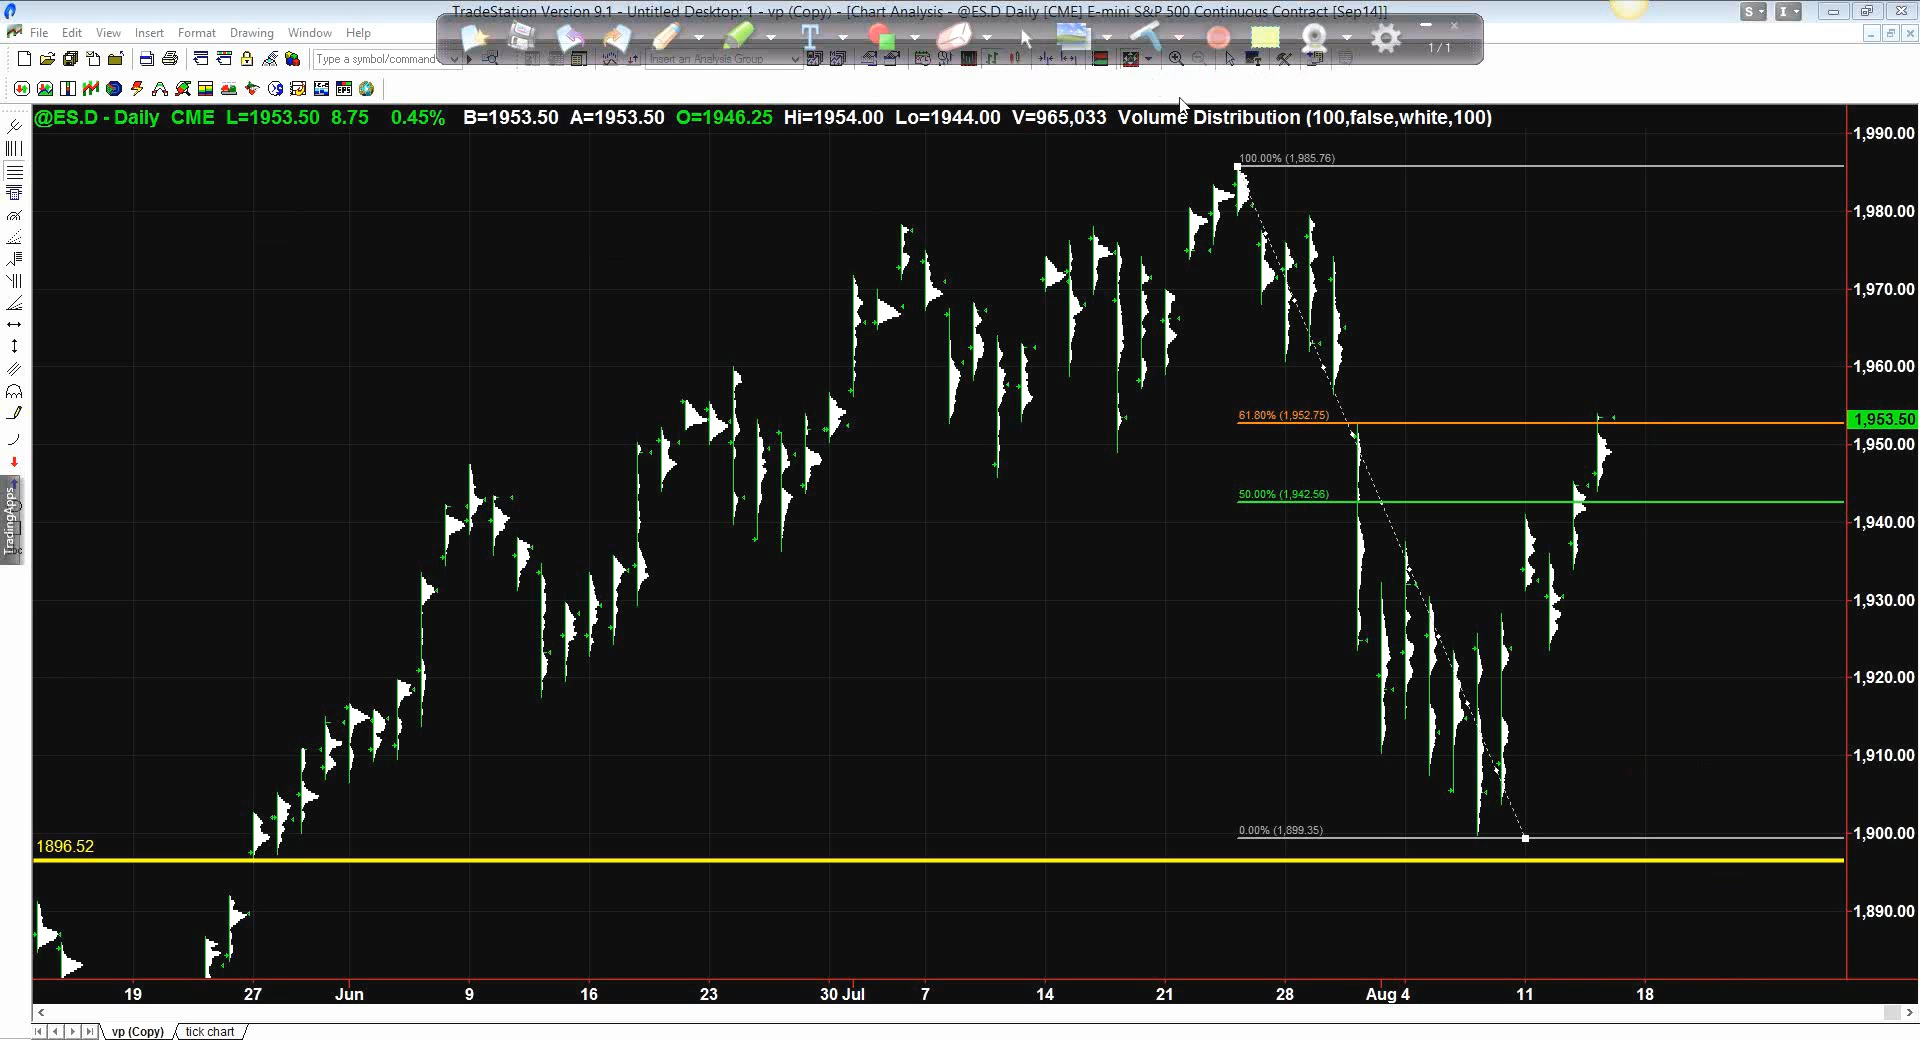 TradeStation Version 9.1 - Untitled Desktop: 1 - vp (Copy) - [Chart Analysis - @ES.D Daily [CME] E-mini S&P 500 Continuous Contract [Sep14]]
S I
File Edit View Insert Format Drawing Window Help
1 / 1
Type a symbol/command Insert an Analysis Group
@ES.D - Daily CME L=1953.50 8.75 0.45% B=1953.50 A=1953.50 O=1946.25 Hi=1954.00 Lo=1944.00 V=965,033 Volume Distribution (100,false,white,100)
1,990.00
100.00% (1,985.76)
1,980.00
1,970.00
1,960.00
61.80% (1,952.75)
1,953.50
1,950.00
50.00% (1,942.56)
1,940.00
TradingApps
1,930.00
1,920.00
1,910.00
0.00% (1,899.35)
1,900.00
1896.52
1,890.00
19 27 Jun 9 16 23 30 Jul 7 14 21 28 Aug 4 11 18
vp (Copy) tick chart